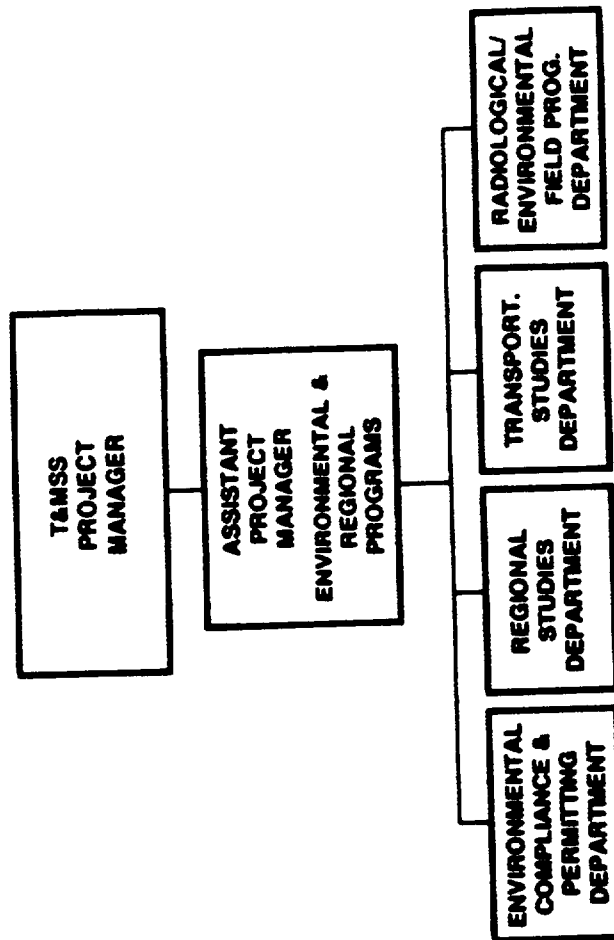 T&MSS
PROJECT
MANAGER
ASSISTANT
PROJECT
MANAGER
ENVIRONMENTAL &
REGIONAL
PROGRAMS
ENVIRONMENTAL
COMPLIANCE &
PERMITTING
DEPARTMENT
REGIONAL
STUDIES
DEPARTMENT
TRANSPORT.
STUDIES
DEPARTMENT
RADIOLOGICAL/
ENVIRONMENTAL
FIELD PROG.
DEPARTMENT